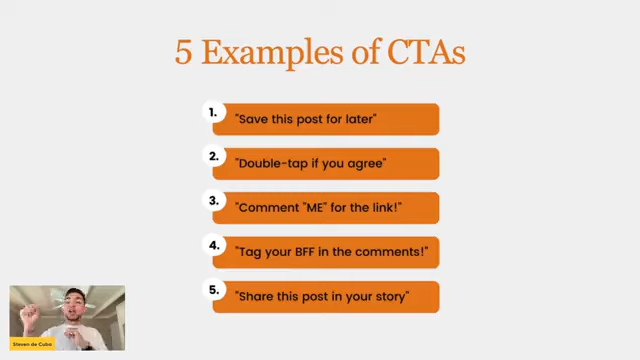 5 Examples of CTAs
1. "Save this post for later"
2. "Double-tap if you agree"
3. "Comment "ME" for the link!"
4. "Tag your BFF in the comments!"
5. "Share this post in your story"
Steven de Cuba